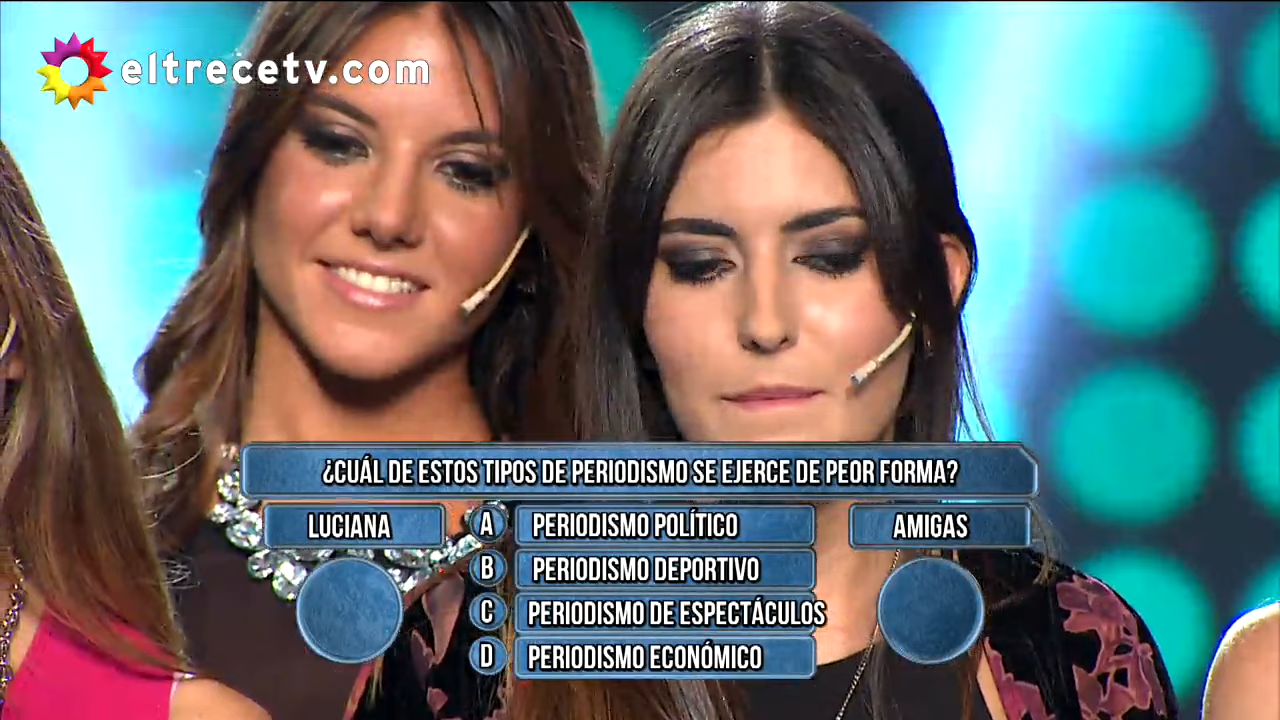 eltrecetv.com
¿CUÁL DE ESTOS TIPOS DE PERIODISMO SE EJERCE DE PEOR FORMA?
LUCIANA
AMIGAS
A PERIODISMO POLÍTICO
B PERIODISMO DEPORTIVO
C PERIODISMO DE ESPECTÁCULOS
D PERIODISMO ECONÓMICO